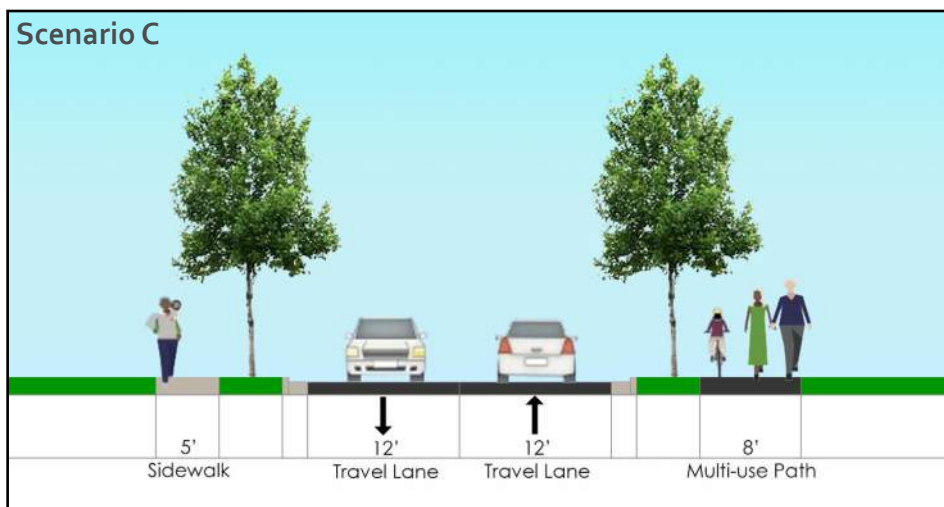 Scenario C
5' 12' 12' 8'
Sidewalk Travel Lane Travel Lane Multi-use Path